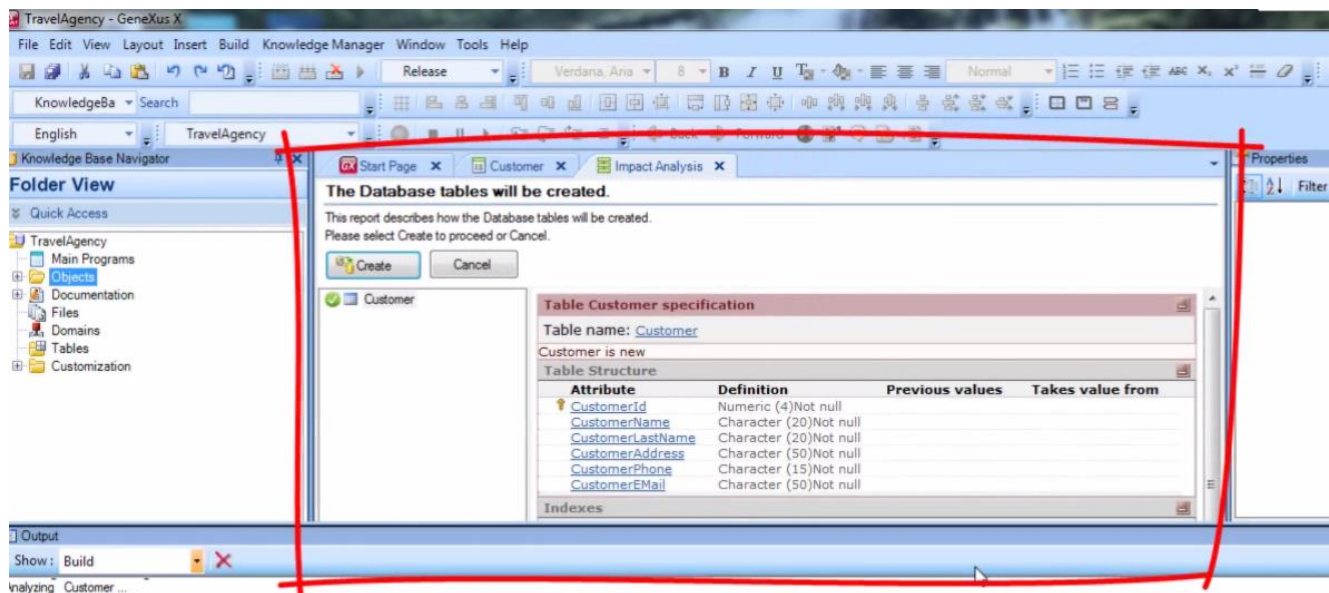 TravelAgency - GeneXus X
File Edit View Layout Insert Build Knowledge Manager Window Tools Help
Release Verdana, Aria 8 B I U Normal ABC
KnowledgeBa Search
English TravelAgency Back Forward
Knowledge Base Navigator
Start Page Customer Impact Analysis
Properties
Folder View
Filter
Quick Access
TravelAgency
Main Programs
Objects
Documentation
Files
Domains
Tables
Customization
The Database tables will be created.
This report describes how the Database tables will be created.
Please select Create to proceed or Cancel.
Create Cancel
Customer
Table Customer specification
Table name: Customer
Customer is new
Table Structure
Attribute Definition Previous values Takes value from
CustomerId Numeric (4)Not null
CustomerName Character (20)Not null
CustomerLastName Character (20)Not null
CustomerAddress Character (50)Not null
CustomerPhone Character (15)Not null
CustomerEMail Character (50)Not null
Indexes
Output
Show: Build
Analyzing Customer ...